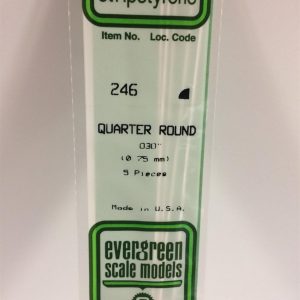 Item No. Loc. Code
246
QUARTER ROUND
.030"
(0.75 mm)
5 Pieces
Made in U.S.A.
evergreen
scale models